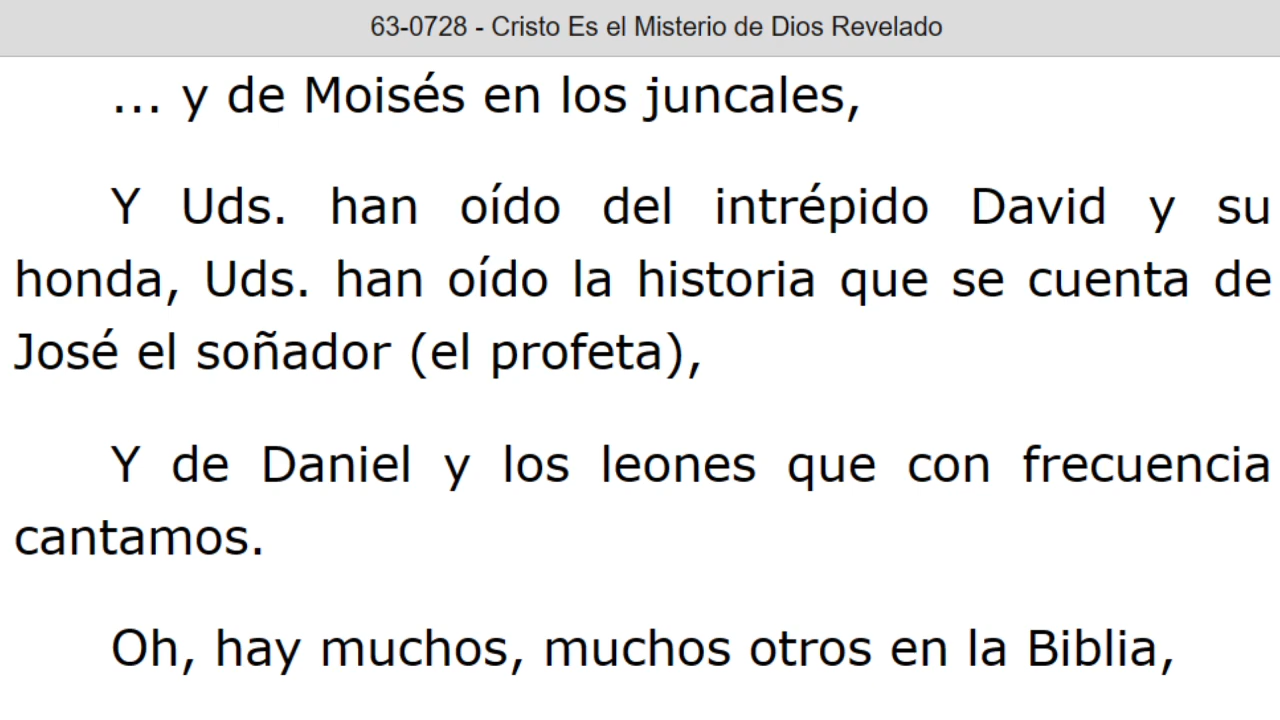 63-0728 - Cristo Es el Misterio de Dios Revelado
... y de Moisés en los juncales,
Y Uds. han oído del intrépido David y su
honda, Uds. han oído la historia que se cuenta de
José el soñador (el profeta),
Y de Daniel y los leones que con frecuencia
cantamos.
Oh, hay muchos, muchos otros en la Biblia,